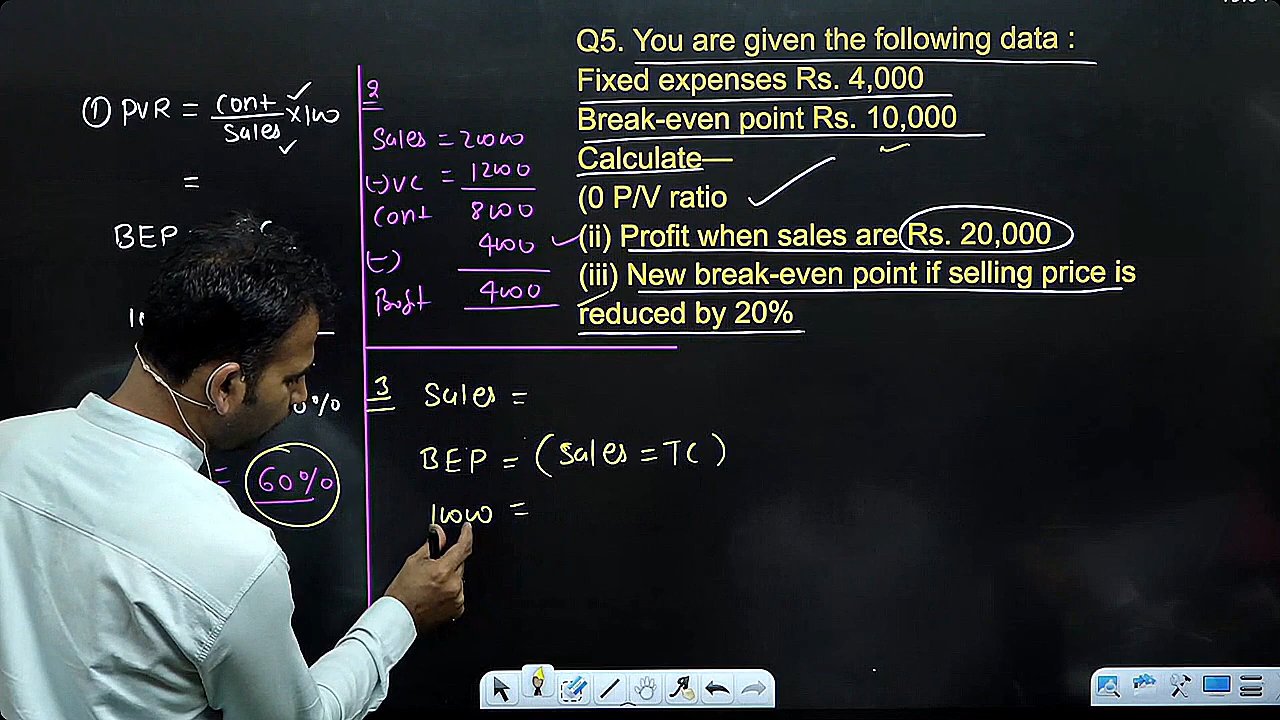 Q5. You are given the following data :
Fixed expenses Rs. 4,000
Break-even point Rs. 10,000
Calculate—
(0 P/V ratio
(ii) Profit when sales are Rs. 20,000
(iii) New break-even point if selling price is
reduced by 20%
① PVR = Cont / Sales × 100
=
BEP
= 60%
2
Sales = 20000
(-) VC = 12000
Cont 8000
(-) 4000
Profit 4000
3 Sales =
BEP = (Sales = TC)
10000 =